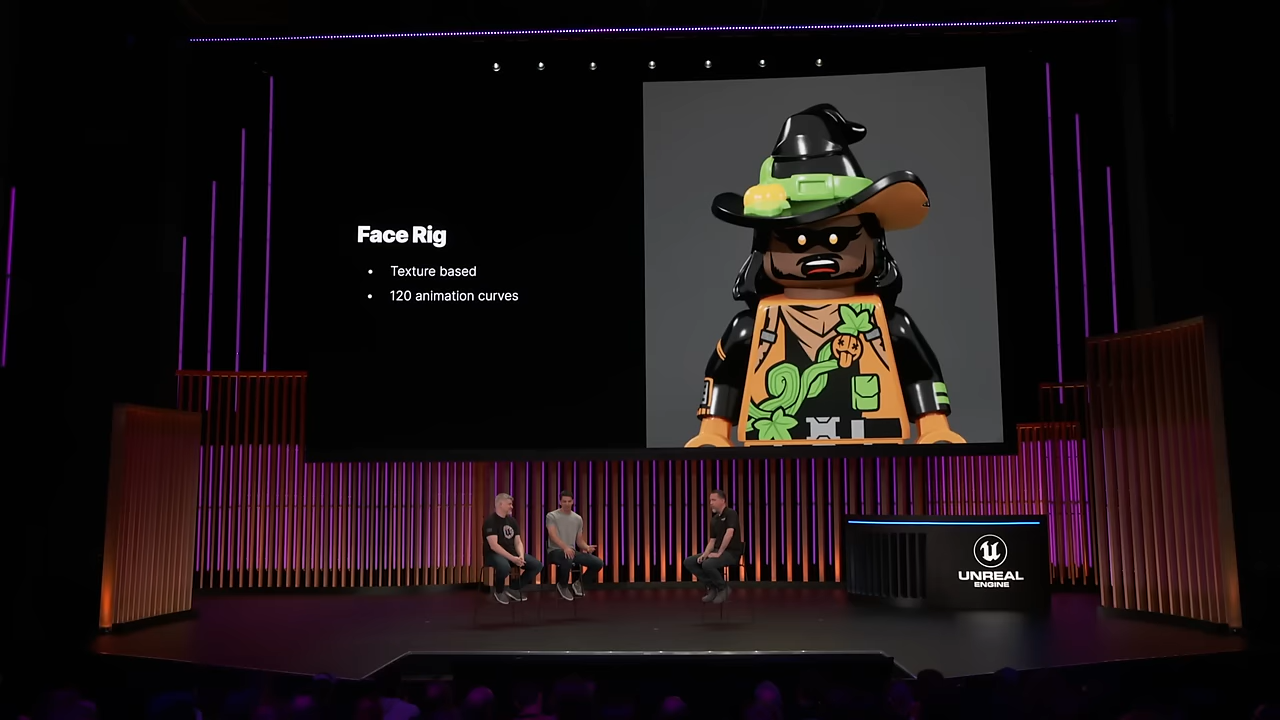 Face Rig
• Texture based
• 120 animation curves
UNREAL
ENGINE